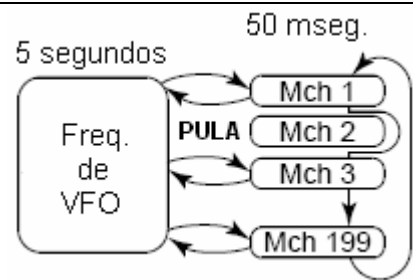 50 mseg.
5 segundos
Mch 1
PULA Mch 2
Freq.
de
VFO
Mch 3
Mch 199